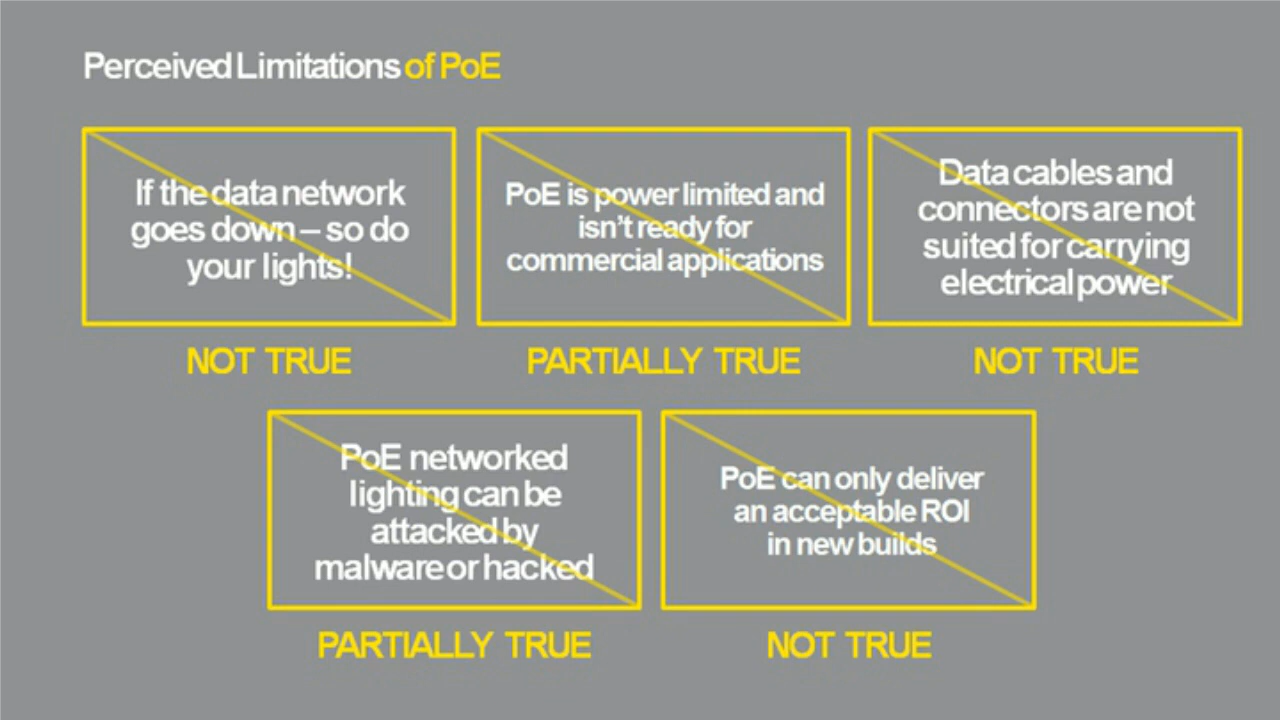 Perceived Limitations of PoE
If the data network
goes down – so do
your lights!
NOT TRUE
PoE is power limited and
isn't ready for
commercial applications
PARTIALLY TRUE
Data cables and
connectors are not
suited for carrying
electrical power
NOT TRUE
PoE networked
lighting can be
attacked by
malware or hacked
PARTIALLY TRUE
PoE can only deliver
an acceptable ROI
in new builds
NOT TRUE